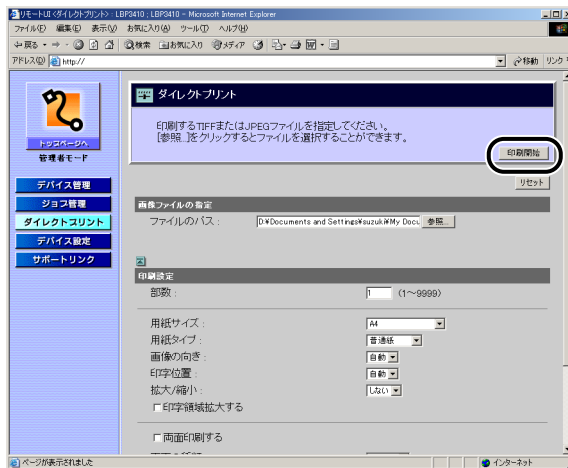 リモートUI <ダイレクトプリント> : LBP3410 ; LBP3410 - Microsoft Internet Explorer
ファイル(F) 編集(E) 表示(V) お気に入り(A) ツール(T) ヘルプ(H)
戻る 検索 お気に入り メディア
アドレス(D) http:// 移動 リンク
ダイレクトプリント
印刷するTIFFまたはJPEGファイルを指定してください。
[参照...]をクリックするとファイルを選択することができます。
印刷開始
リセット
トップページへ
管理者モード
デバイス管理
ジョブ管理
ダイレクトプリント
デバイス設定
サポートリンク
画像ファイルの指定
ファイルのパス : D:¥Documents and Settings¥suzuki¥My Docu 参照...
印刷設定
部数 : 1 (1～9999)
用紙サイズ : A4
用紙タイプ : 普通紙
画像の向き : 自動
印字位置 : 自動
拡大/縮小 : しない
印字領域拡大する
両面印刷する
ページが表示されました インターネット